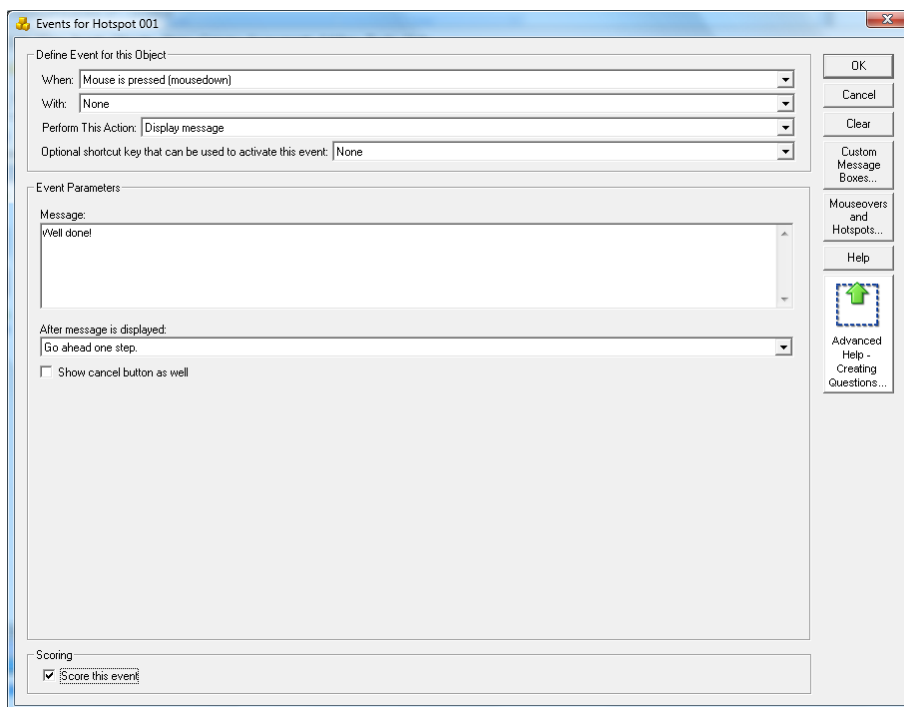 Events for Hotspot 001
Define Event for this Object
When: Mouse is pressed (mousedown)
With: None
Perform This Action: Display message
Optional shortcut key that can be used to activate this event: None
Event Parameters
Message:
Well done!
After message is displayed:
Go ahead one step.
Show cancel button as well
Scoring
Score this event
OK
Cancel
Clear
Custom
Message
Boxes...
Mouseovers
and
Hotspots...
Help
Advanced
Help -
Creating
Questions...